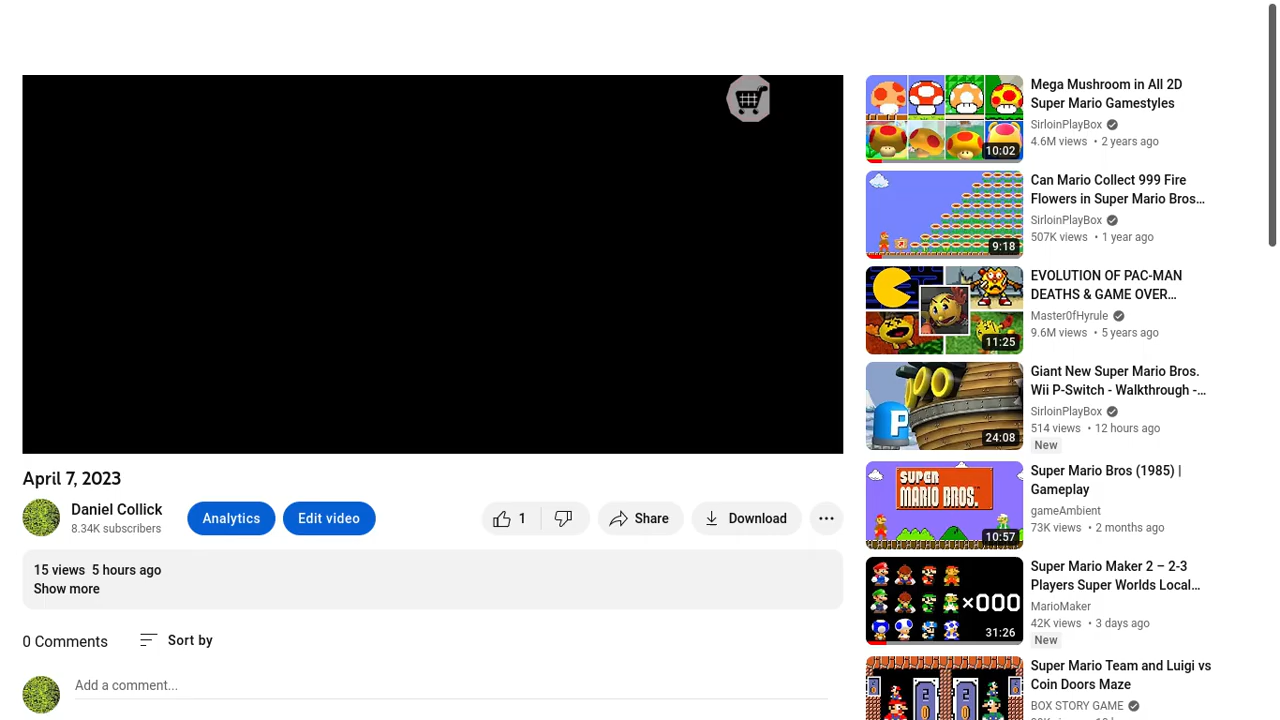 April 7, 2023
Daniel Collick
8.34K subscribers
Analytics
Edit video
1
Share
Download
15 views 5 hours ago
Show more
0 Comments
Sort by
Add a comment...
10:02
Mega Mushroom in All 2D
Super Mario Gamestyles
SirloinPlayBox
4.6M views • 2 years ago
9:18
Can Mario Collect 999 Fire
Flowers in Super Mario Bros…
SirloinPlayBox
507K views • 1 year ago
11:25
EVOLUTION OF PAC-MAN
DEATHS & GAME OVER…
Master0fHyrule
9.6M views • 5 years ago
P
24:08
Giant New Super Mario Bros.
Wii P-Switch - Walkthrough -…
SirloinPlayBox
514 views • 12 hours ago
New
SUPER
MARIO BROS.
10:57
Super Mario Bros (1985) |
Gameplay
gameAmbient
73K views • 2 months ago
×000
31:26
Super Mario Maker 2 – 2-3
Players Super Worlds Local…
MarioMaker
42K views • 3 days ago
New
2 2
Super Mario Team and Luigi vs
Coin Doors Maze
BOX STORY GAME